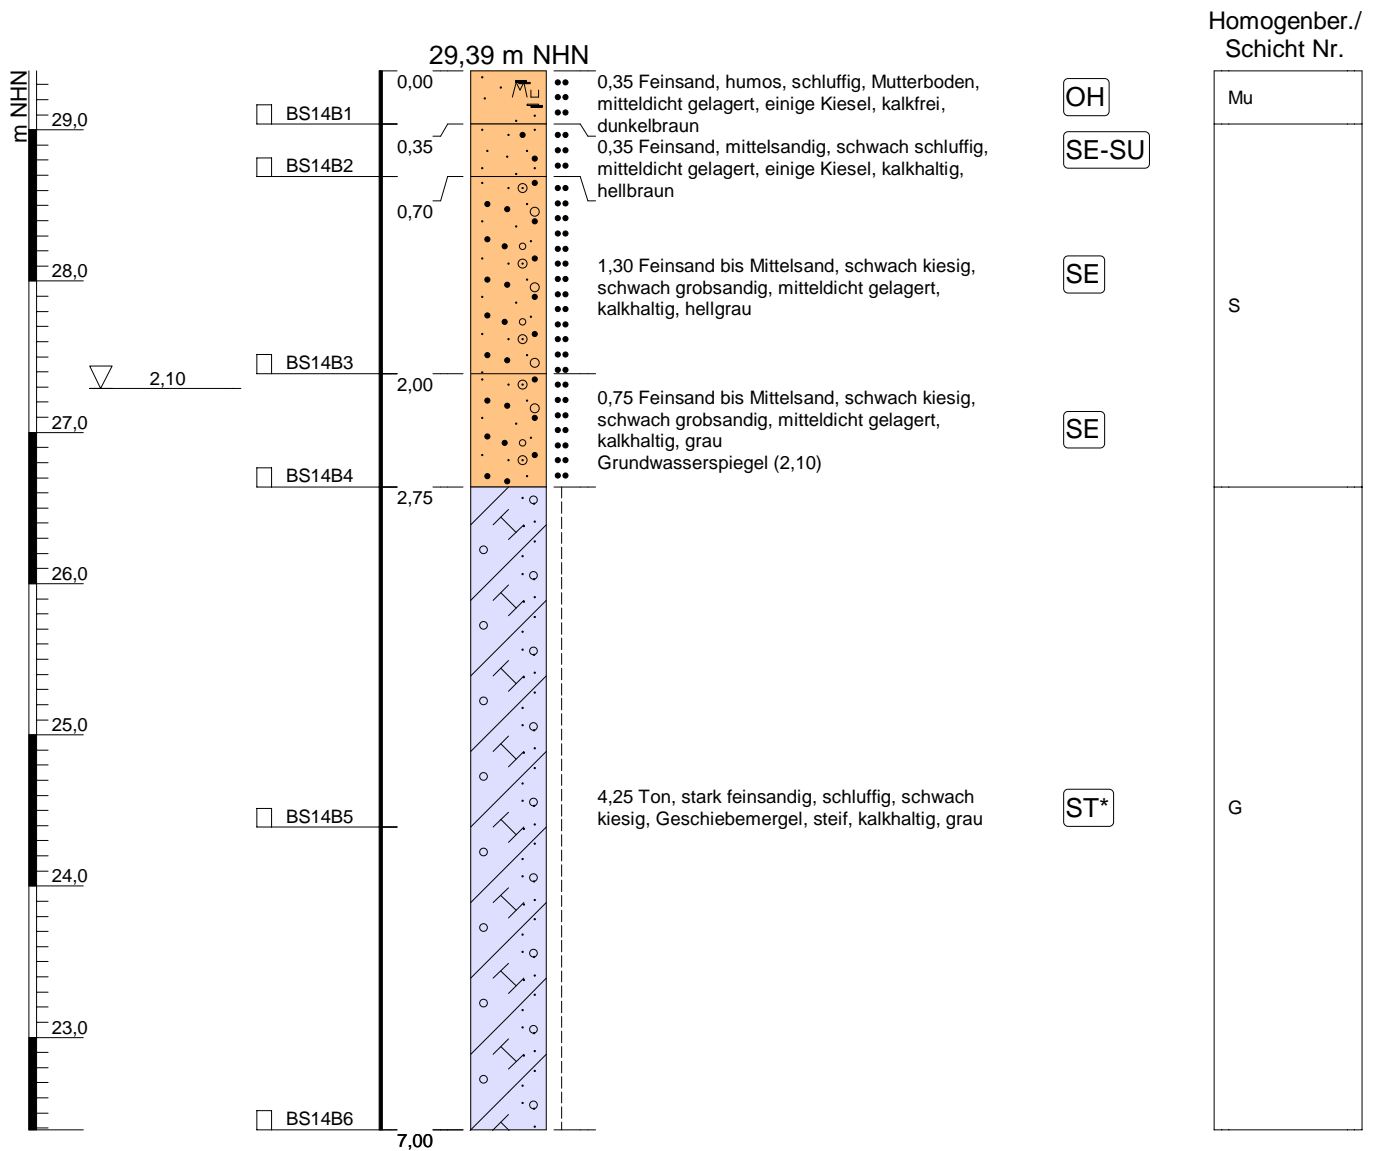 Homogenber./
Schicht Nr.
29,39 m NHN
m NHN
0,00
0,35 Feinsand, humos, schluffig, Mutterboden,
mitteldicht gelagert, einige Kiesel, kalkfrei,
dunkelbraun
OH
Mu
BS14B1
29,0
0,35
0,35 Feinsand, mittelsandig, schwach schluffig,
mitteldicht gelagert, einige Kiesel, kalkhaltig,
hellbraun
SE-SU
BS14B2
0,70
28,0
1,30 Feinsand bis Mittelsand, schwach kiesig,
schwach grobsandig, mitteldicht gelagert,
kalkhaltig, hellgrau
SE
S
BS14B3
2,10
2,00
0,75 Feinsand bis Mittelsand, schwach kiesig,
schwach grobsandig, mitteldicht gelagert,
kalkhaltig, grau
Grundwasserspiegel (2,10)
SE
27,0
BS14B4
2,75
26,0
25,0
4,25 Ton, stark feinsandig, schluffig, schwach
kiesig, Geschiebemergel, steif, kalkhaltig, grau
ST*
G
BS14B5
24,0
23,0
BS14B6
7,00